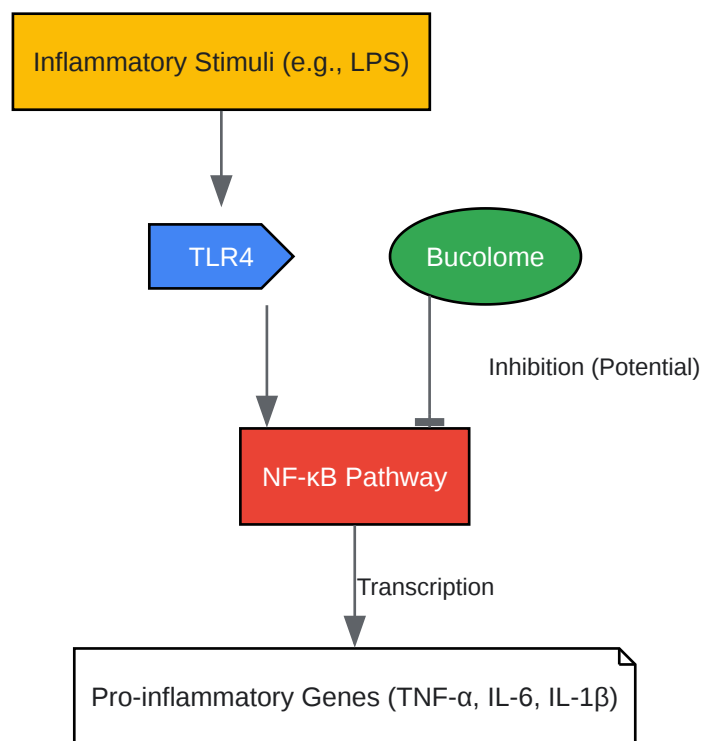 Inflammatory Stimuli (e.g., LPS)
TLR4
Bucolome
Inhibition (Potential)
NF-κB Pathway
Transcription
Pro-inflammatory Genes (TNF-α, IL-6, IL-1β)